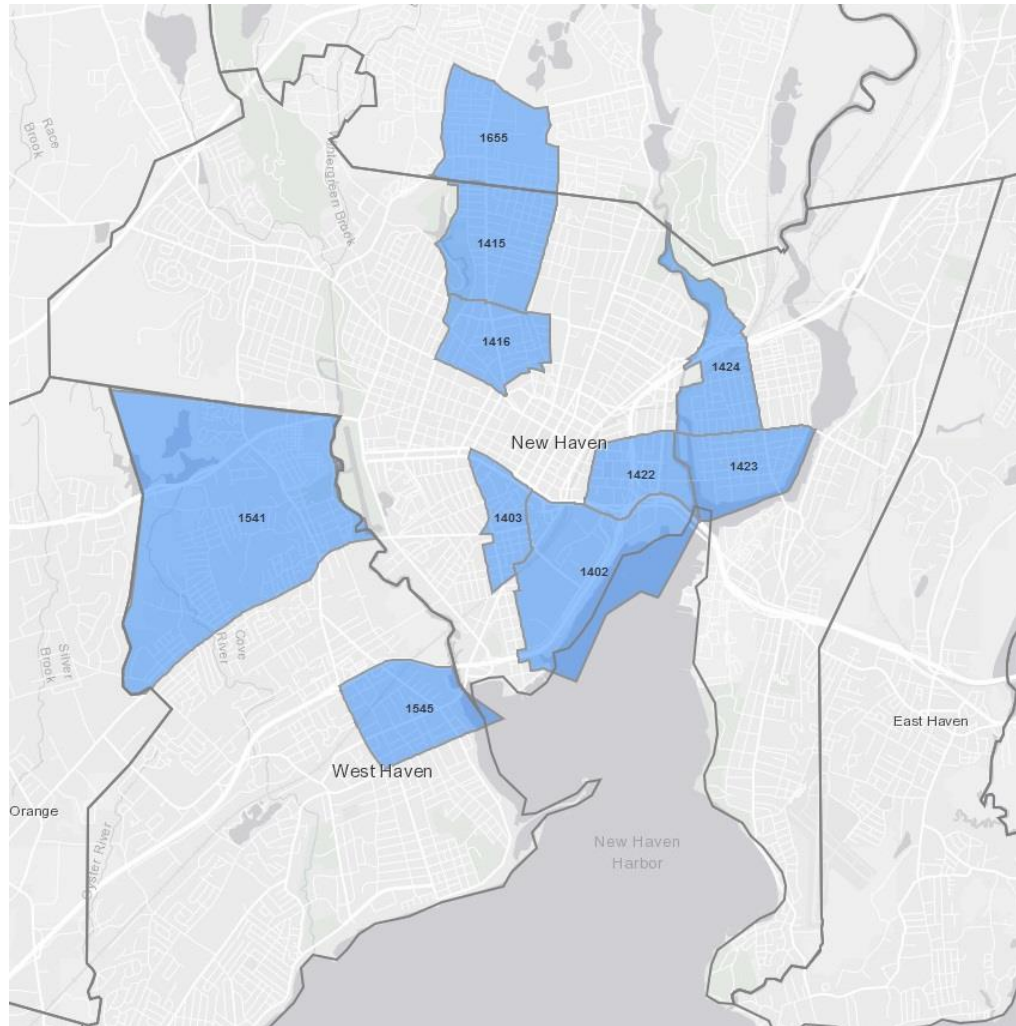 Race
Brook
Wintergreen Brook
1655
1415
1416
1424
New Haven
1422
1423
1541
1403
1402
Silver
Brook
Cove
River
1545
East Haven
West Haven
Orange
Oyster River
New Haven
Harbor